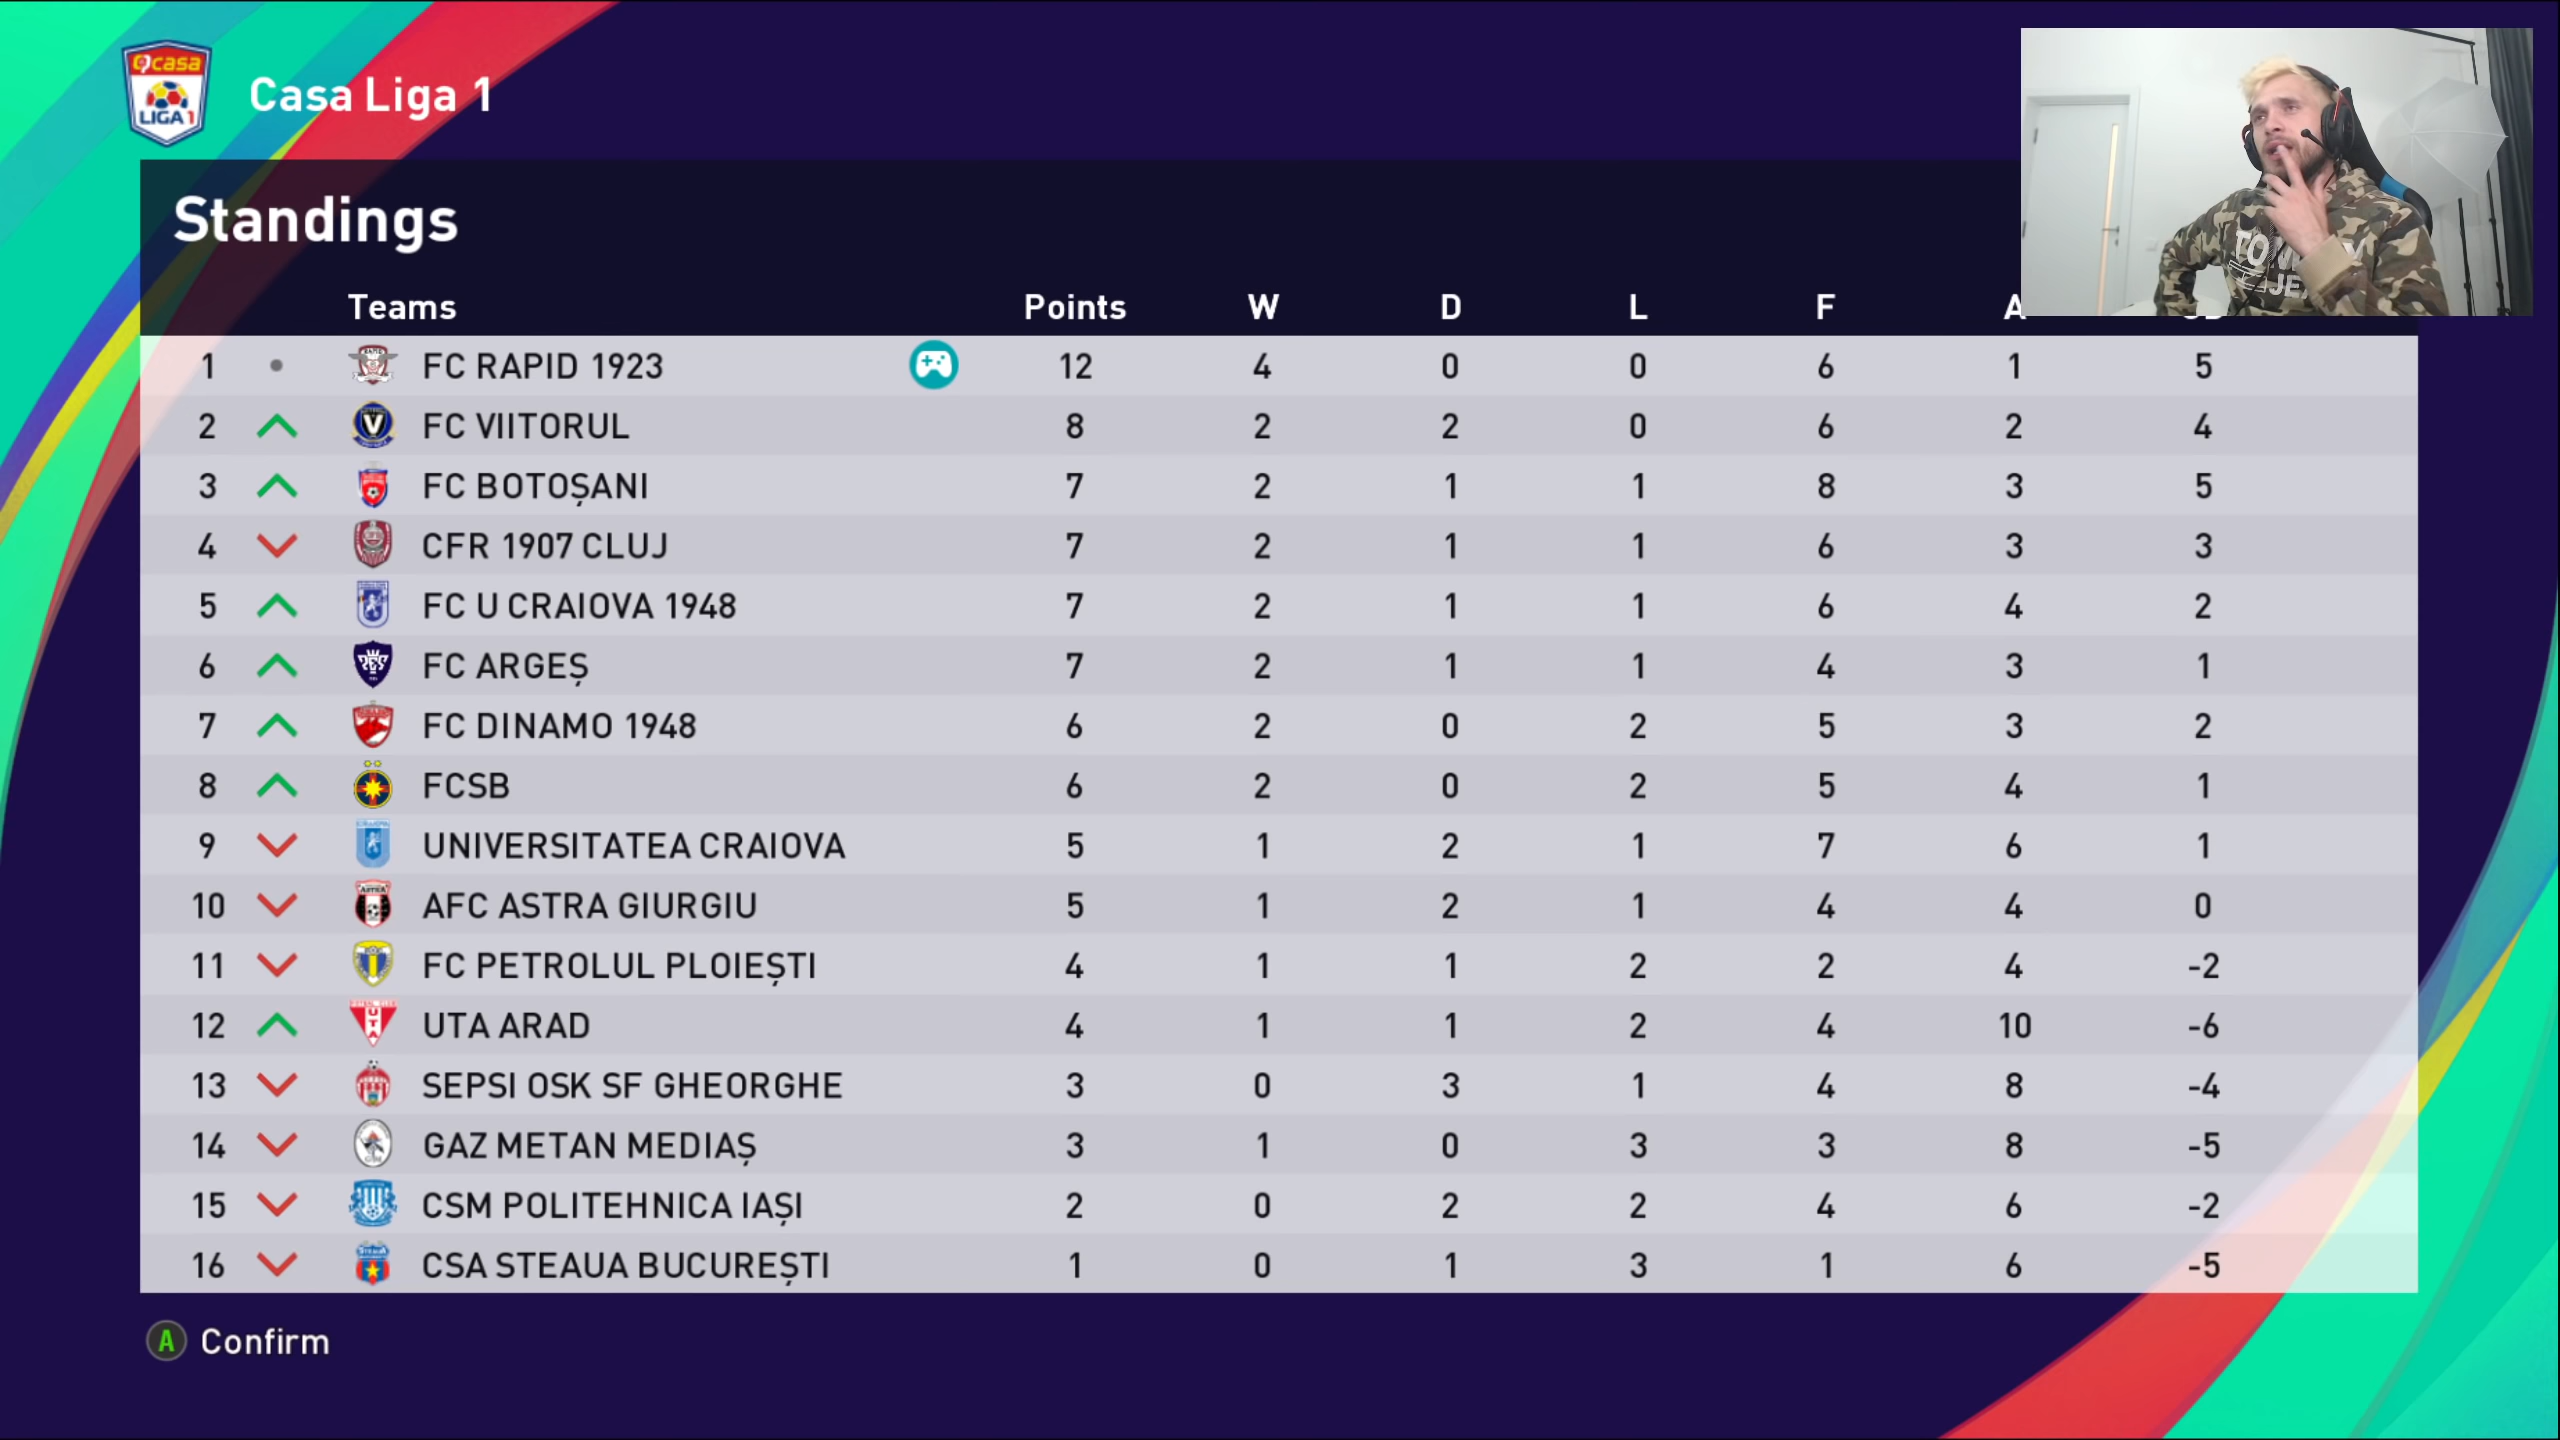 casa
LIGA 1
Casa Liga 1
Standings
Teams Points W D L F A
1 FC RAPID 1923 12 4 0 0 6 1 5
2 FC VIITORUL 8 2 2 0 6 2 4
3 FC BOTOȘANI 7 2 1 1 8 3 5
4 CFR 1907 CLUJ 7 2 1 1 6 3 3
5 FC U CRAIOVA 1948 7 2 1 1 6 4 2
6 FC ARGEȘ 7 2 1 1 4 3 1
7 FC DINAMO 1948 6 2 0 2 5 3 2
8 FCSB 6 2 0 2 5 4 1
9 UNIVERSITATEA CRAIOVA 5 1 2 1 7 6 1
10 AFC ASTRA GIURGIU 5 1 2 1 4 4 0
11 FC PETROLUL PLOIEȘTI 4 1 1 2 2 4 -2
12 UTA ARAD 4 1 1 2 4 10 -6
13 SEPSI OSK SF GHEORGHE 3 0 3 1 4 8 -4
14 GAZ METAN MEDIAȘ 3 1 0 3 3 8 -5
15 CSM POLITEHNICA IAȘI 2 0 2 2 4 6 -2
16 CSA STEAUA BUCUREȘTI 1 0 1 3 1 6 -5
A Confirm